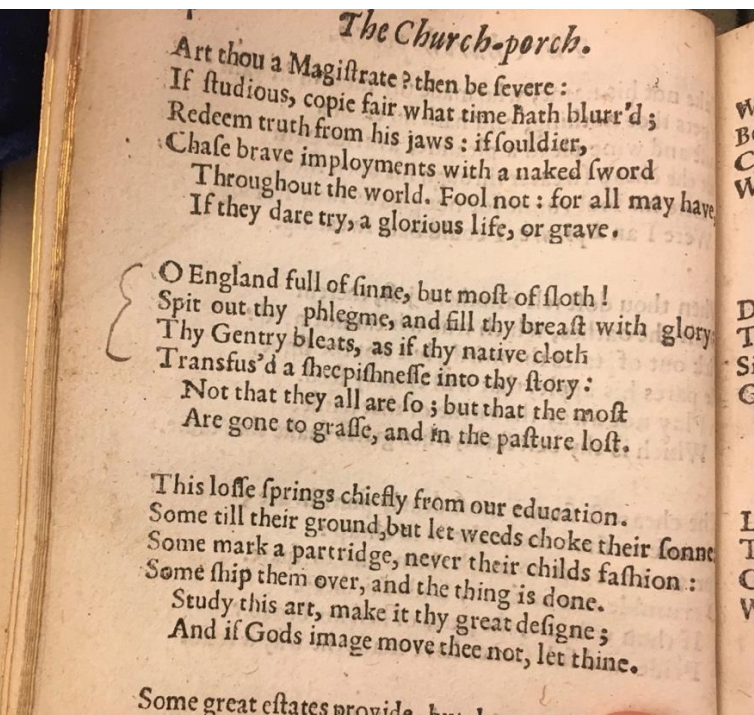 The Church-porch.
Art thou a Magiſtrate? then be ſevere:
If ſtudious, copie fair what time hath blurr'd;
Redeem truth from his jaws: if ſouldier,
Chaſe brave imployments with a naked ſword
Throughout the world. Fool not: for all may have,
If they dare try, a glorious life, or grave.
O England full of ſinne, but moſt of ſloth!
Spit out thy phlegme, and fill thy breaſt with glory
Thy Gentry bleats, as if thy native cloth
Transfus'd a ſheepiſhneſſe into thy ſtory:
Not that they all are ſo; but that the moſt
Are gone to graſſe, and in the paſture loſt.
This loſſe ſprings chiefly from our education.
Some till their ground, but let weeds choke their ſonne
Some mark a partridge, never their childs faſhion:
Some ſhip them over, and the thing is done.
Study this art, make it thy great deſigne;
And if Gods image move thee not, let thine.
Some great eſtates provide,